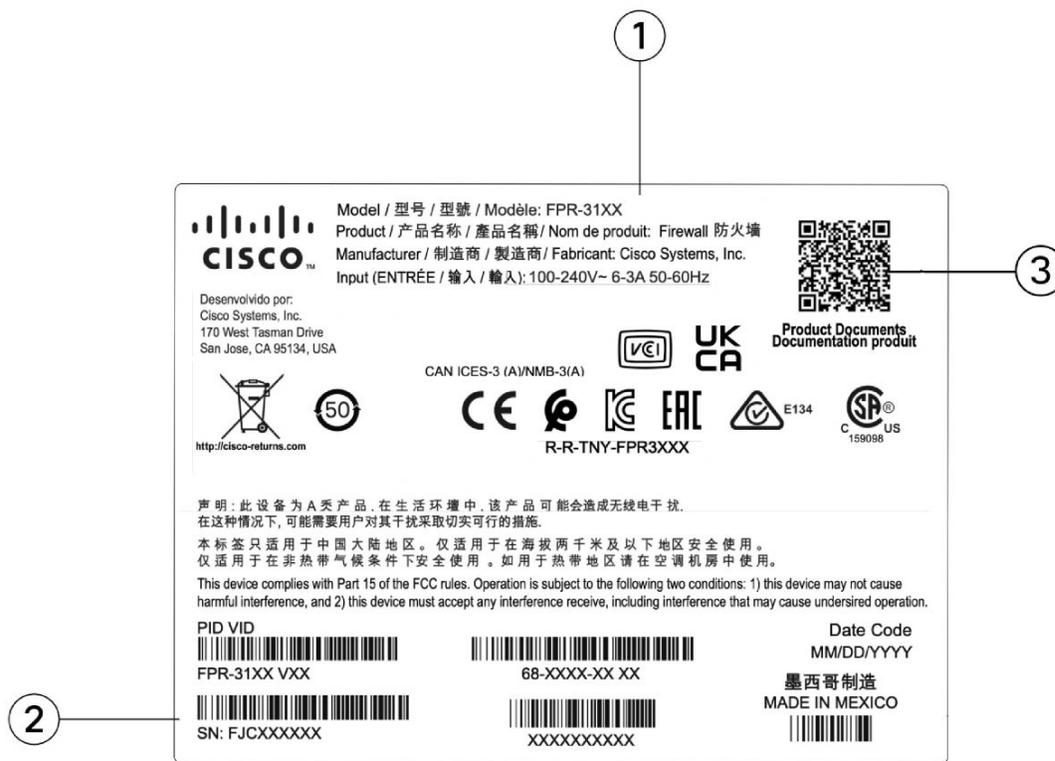 1
Model / 型号 / 型號 / Modèle: FPR-31XX
Product / 产品名称 / 產品名稱/ Nom de produit: Firewall 防火墙
Manufacturer / 制造商 / 製造商/ Fabricant: Cisco Systems, Inc.
Input (ENTRÉE / 输入 / 輸入): 100-240V~ 6-3A 50-60Hz
CISCO™
3
Desenvolvido por:
Cisco Systems, Inc.
170 West Tasman Drive
San Jose, CA 95134, USA
Product Documents
Documentation produit
VCI
UK
CA
CAN ICES-3 (A)/NMB-3(A)
50
CE
EAC
E134
SA®
C US
159098
http://cisco-returns.com
R-R-TNY-FPR3XXX
声明:此设备为A类产品.在生活环境中.该产品可能会造成无线电干扰.
在这种情况下,可能需要用户对其干扰采取切实可行的措施.
本标签只适用于中国大陆地区。仅适用于在海拔两千米及以下地区安全使用。
仅适用于在非热带气候条件下安全使用。如用于热带地区请在空调机房中使用。
This device complies with Part 15 of the FCC rules. Operation is subject to the following two conditions: 1) this device may not cause
harmful interference, and 2) this device must accept any interference receive, including interference that may cause undersired operation.
PID VID
FPR-31XX VXX
68-XXXX-XX XX
Date Code
MM/DD/YYYY
墨西哥制造
MADE IN MEXICO
2
SN: FJCXXXXXX
XXXXXXXXXX